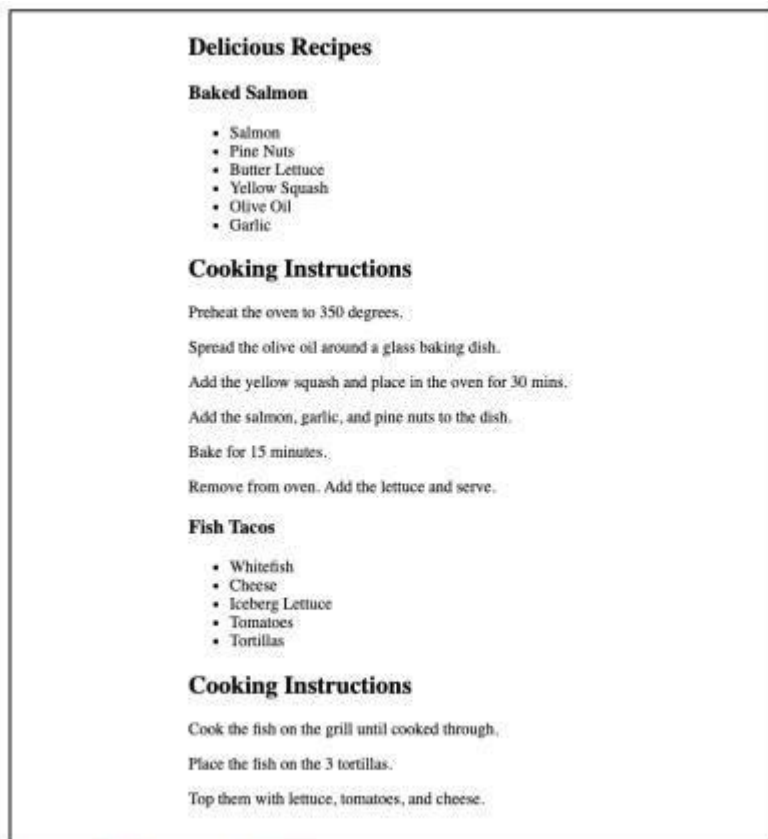 Delicious Recipes
Baked Salmon
• Salmon
• Pine Nuts
• Butter Lettuce
• Yellow Squash
• Olive Oil
• Garlic
Cooking Instructions
Preheat the oven to 350 degrees.
Spread the olive oil around a glass baking dish.
Add the yellow squash and place in the oven for 30 mins.
Add the salmon, garlic, and pine nuts to the dish.
Bake for 15 minutes.
Remove from oven. Add the lettuce and serve.
Fish Tacos
• Whitefish
• Cheese
• Iceberg Lettuce
• Tomatoes
• Tortillas
Cooking Instructions
Cook the fish on the grill until cooked through.
Place the fish on the 3 tortillas.
Top them with lettuce, tomatoes, and cheese.